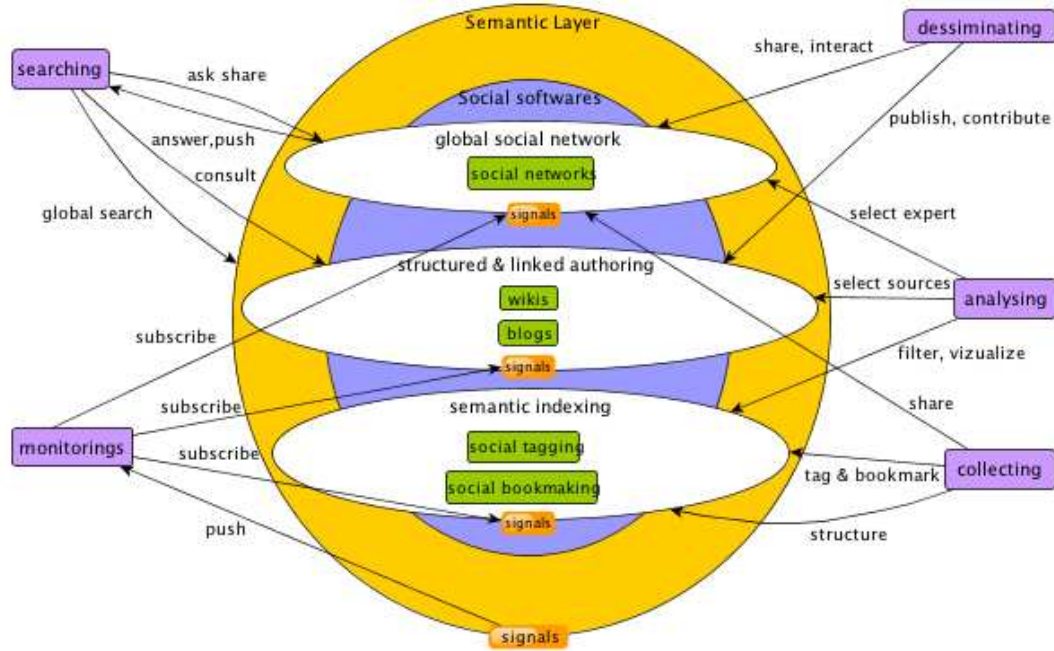 Semantic Layer
dessiminating
searching
share, interact
ask share
Social softwares
publish, contribute
answer,push
global social network
consult
social networks
global search
signals
select expert
structured & linked authoring
select sources
analysing
wikis
subscribe
blogs
filter, vizualize
signals
subscribe
semantic indexing
share
monitorings
subscribe
social tagging
collecting
tag & bookmark
social bookmaking
push
signals
structure
signals